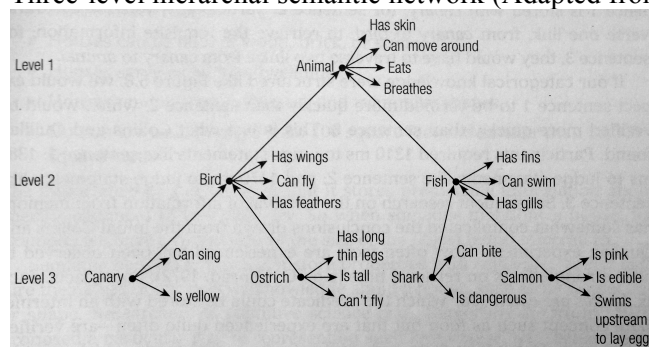 Three-level hierarchal semantic network (Adapted from
Level 1
Animal
Has skin
Can move around
Eats
Breathes
Level 2
Bird
Has wings
Can fly
Has feathers
Fish
Has fins
Can swim
Has gills
Level 3
Canary
Can sing
Is yellow
Ostrich
Has long
thin legs
Is tall
Can't fly
Shark
Can bite
Is dangerous
Salmon
Is pink
Is edible
Swims
upstream
to lay egg